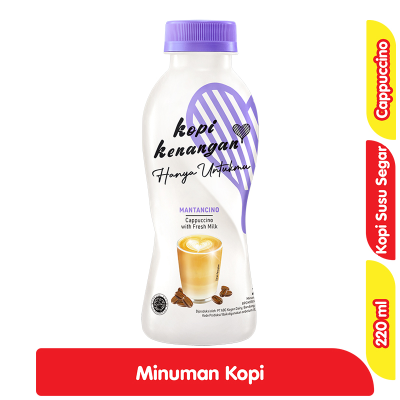 kopi
kenangan
Hanya Untukmu
MANTANCINO
Cappuccino
with Fresh Milk
Cappuccino
Kopi Susu Segar
220 ml
Minuman Kopi